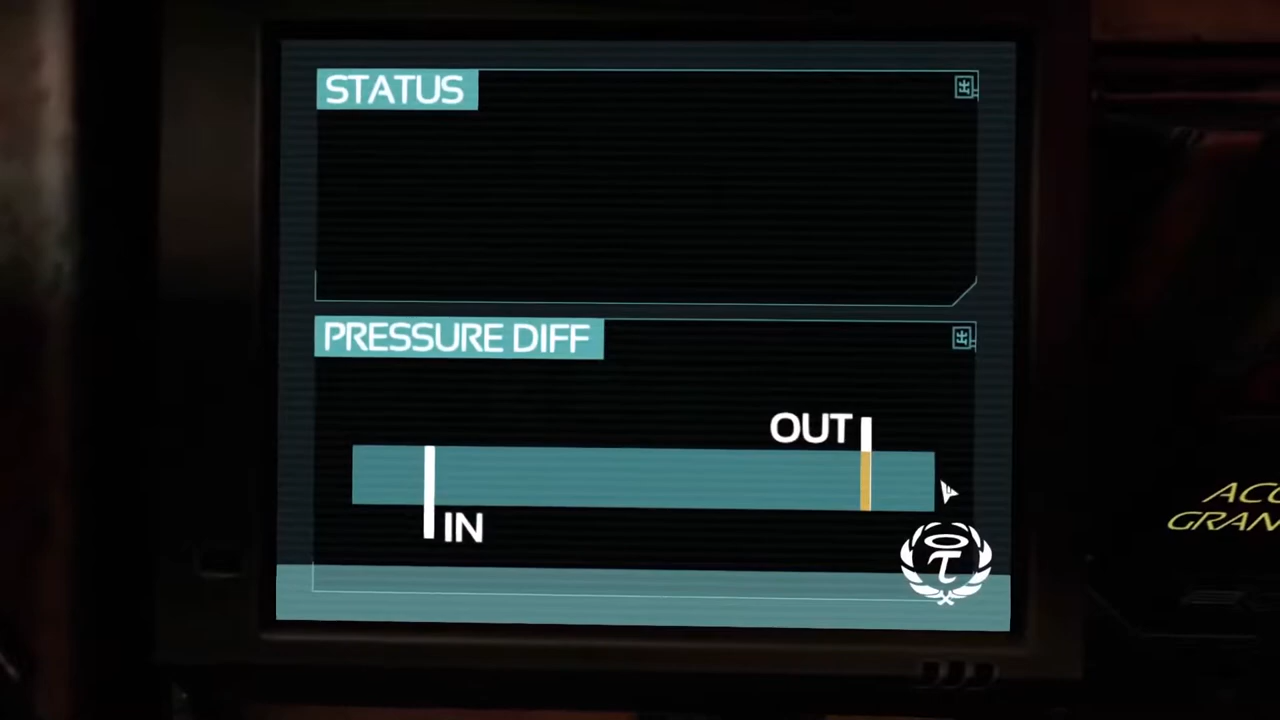 STATUS
PRESSURE DIFF
OUT
IN
τ